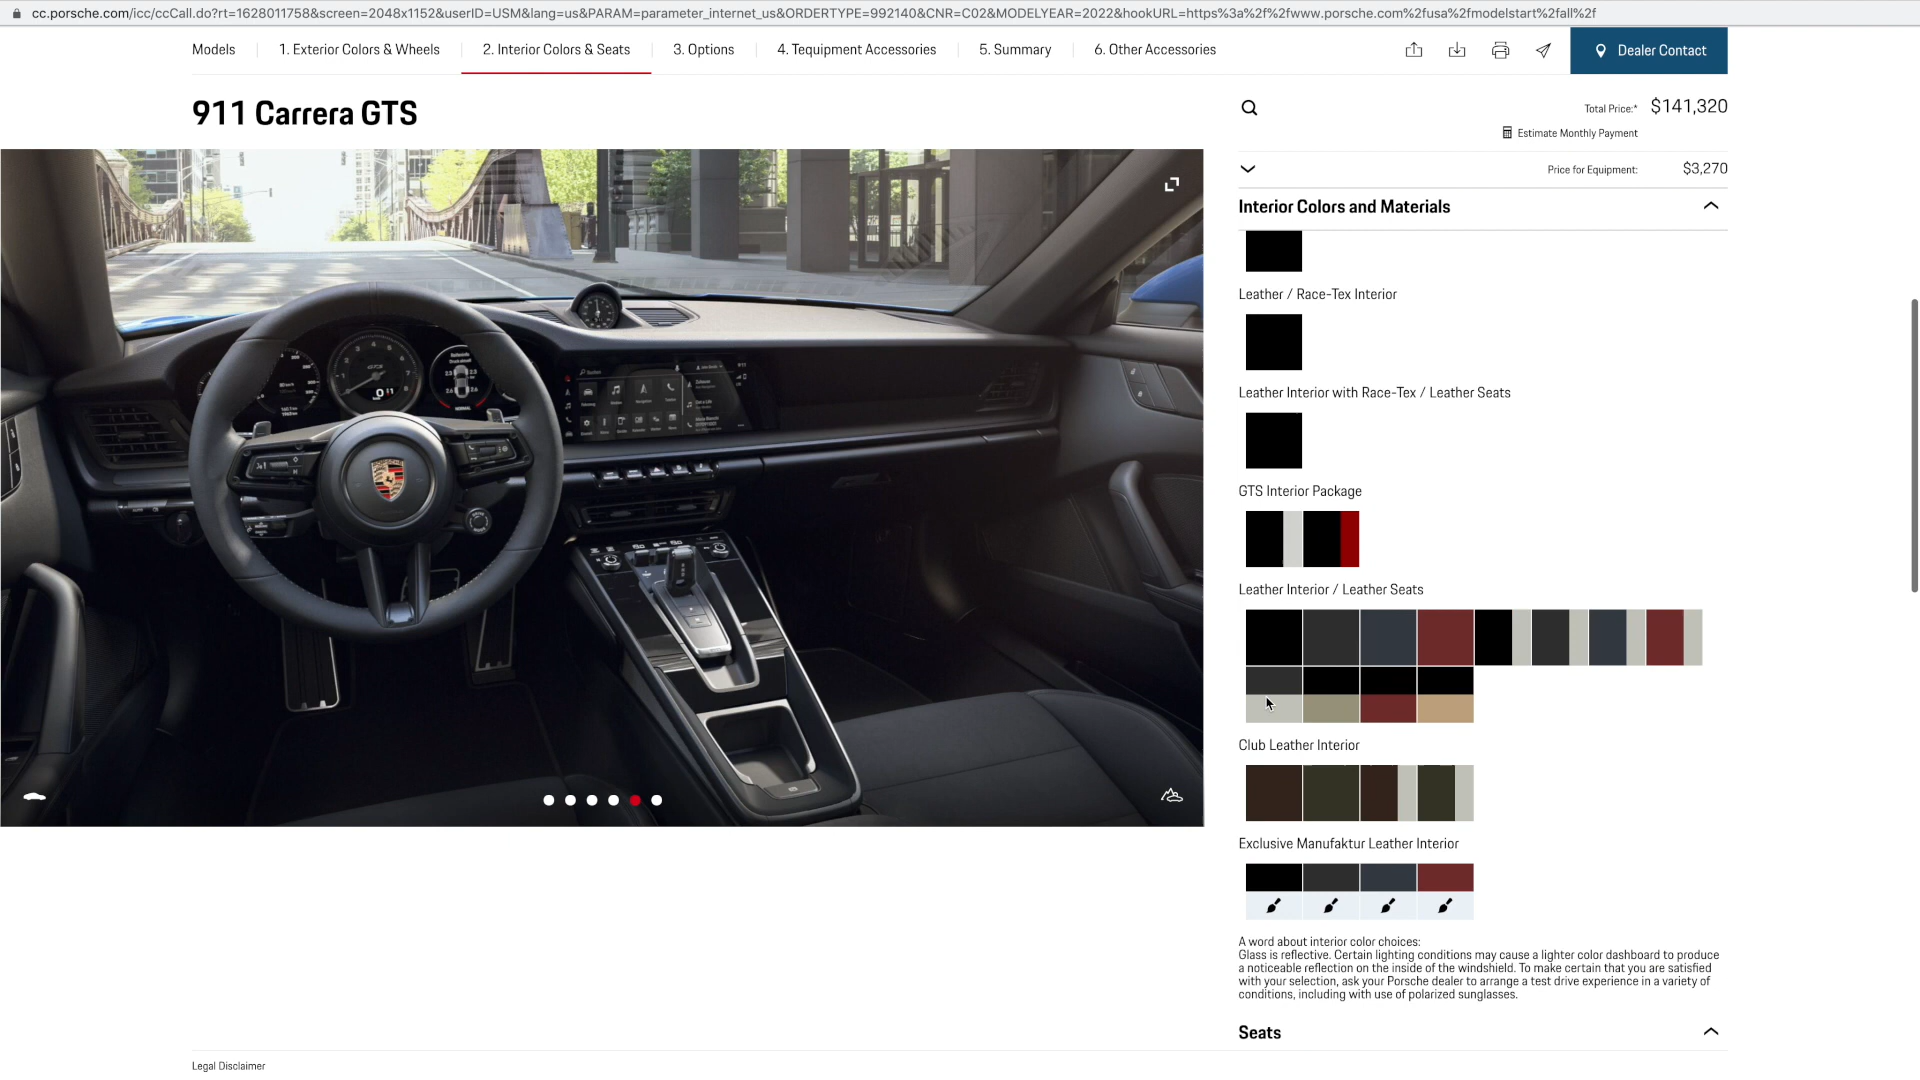 cc.porsche.com/icc/ccCall.do?rt=1628011758&screen=2048x1152&userID=USM&lang=us&PARAM=parameter_internet_us&ORDERTYPE=992140&CNR=C02&MODELYEAR=2022&hookURL=https%3a%2f%2fwww.porsche.com%2fusa%2fmodelstart%2fall%2f
Models
1. Exterior Colors & Wheels
2. Interior Colors & Seats
3. Options
4. Tequipment Accessories
5. Summary
6. Other Accessories
Dealer Contact
911 Carrera GTS
Total Price:* $141,320
Estimate Monthly Payment
Price for Equipment: $3,270
Interior Colors and Materials
Leather / Race-Tex Interior
Leather Interior with Race-Tex / Leather Seats
GTS Interior Package
Leather Interior / Leather Seats
Club Leather Interior
Exclusive Manufaktur Leather Interior
A word about interior color choices:
Glass is reflective. Certain lighting conditions may cause a lighter color dashboard to produce
a noticeable reflection on the inside of the windshield. To make certain that you are satisfied
with your selection, ask your Porsche dealer to arrange a test drive experience in a variety of
conditions, including with use of polarized sunglasses.
Seats
Legal Disclaimer